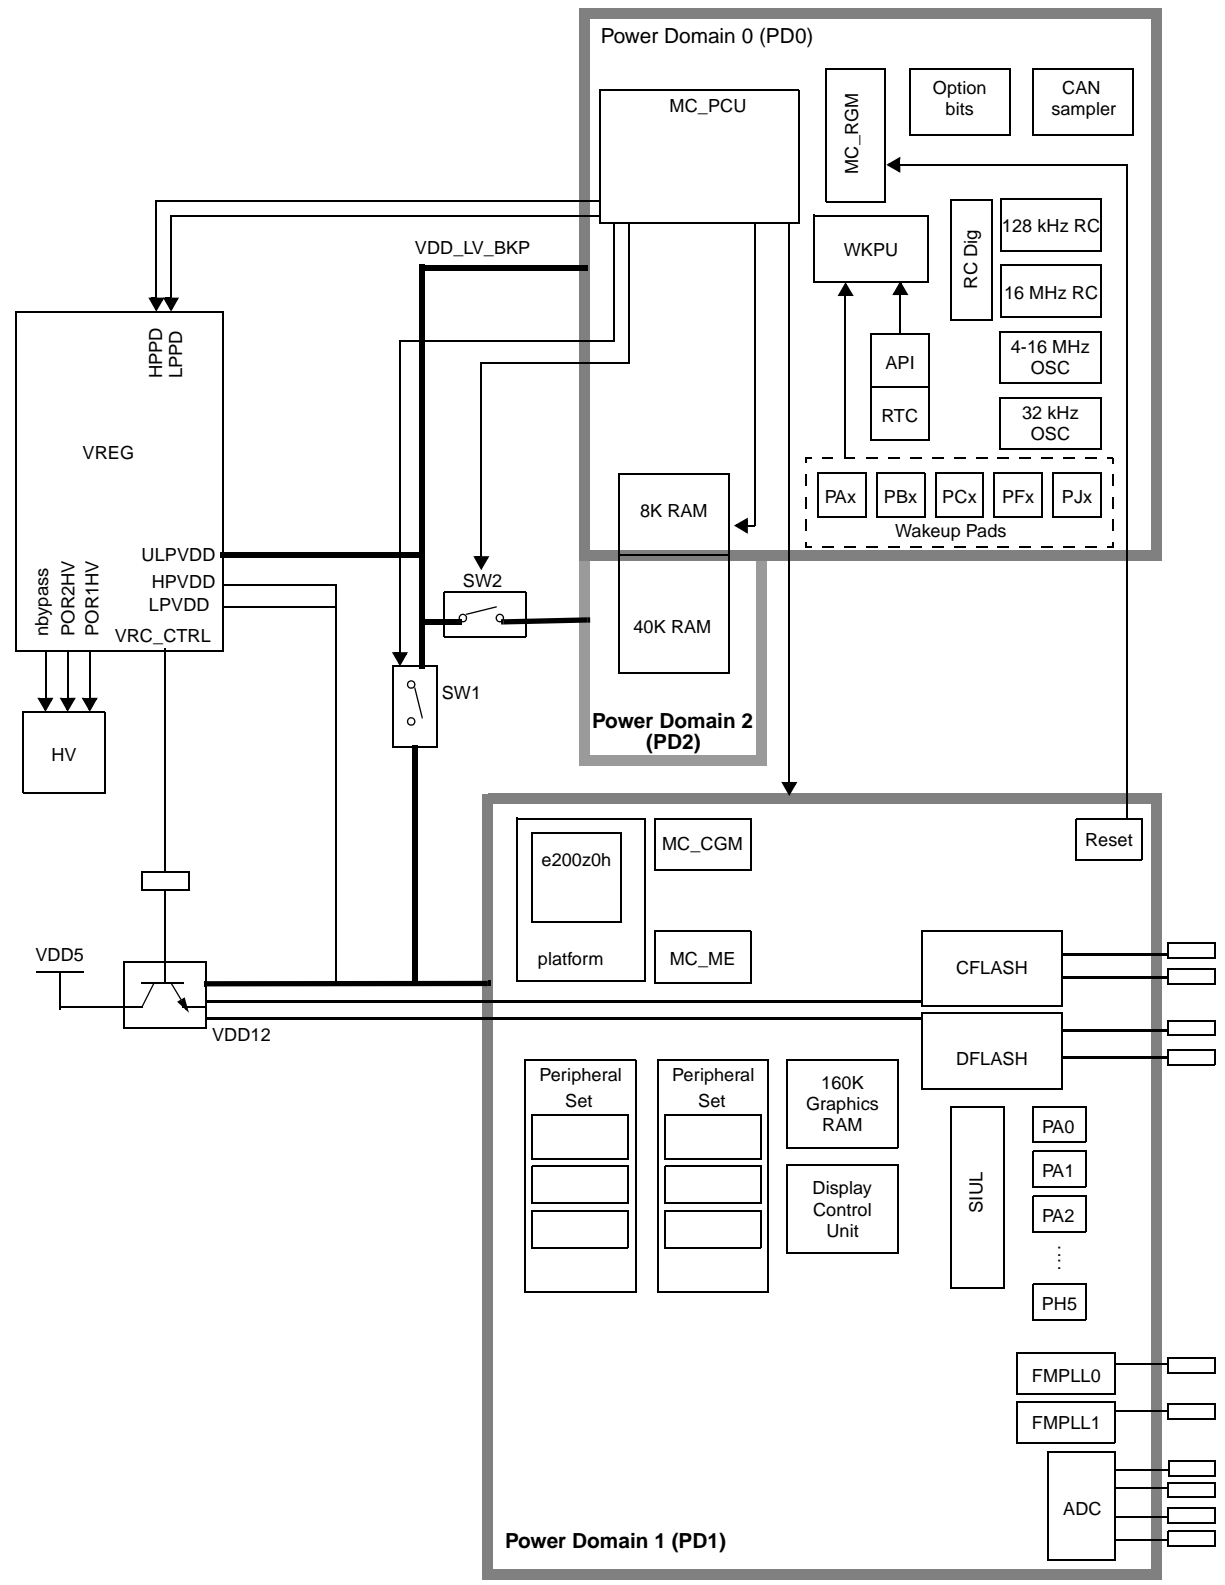 Power Domain 0 (PD0)
MC_PCU
MC_RGM
Option
bits
CAN
sampler
WKPU
RC Dig
128 kHz RC
16 MHz RC
4-16 MHz
OSC
32 kHz
OSC
API
RTC
PAx
PBx
PCx
PFx
PJx
Wakeup Pads
8K RAM
40K RAM
Power Domain 2
(PD2)
VDD_LV_BKP
HPPD
LPPD
VREG
ULPVDD
HPVDD
LPVDD
VRC_CTRL
nbypass
POR2HV
POR1HV
HV
SW2
SW1
VDD5
VDD12
e200z0h
platform
MC_CGM
MC_ME
Reset
CFLASH
DFLASH
Peripheral
Set
Peripheral
Set
160K
Graphics
RAM
Display
Control
Unit
SIUL
PA0
PA1
PA2
.....
PH5
FMPLL0
FMPLL1
ADC
Power Domain 1 (PD1)